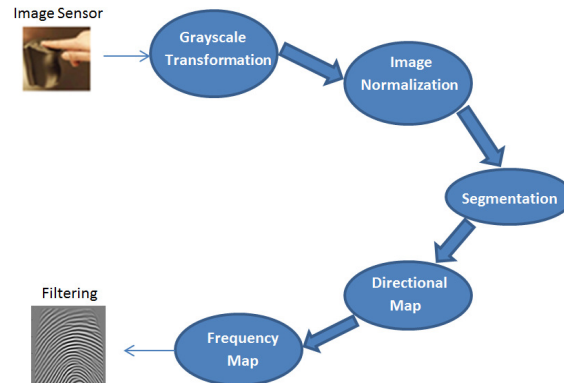 Image Sensor
Grayscale
Transformation
Image
Normalization
Segmentation
Directional
Map
Frequency
Map
Filtering